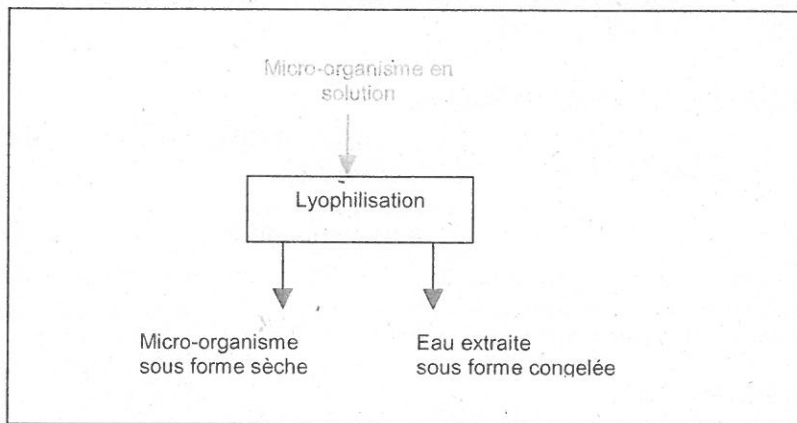 Micro-organisme en
solution
Lyophilisation
Micro-organisme
sous forme sèche
Eau extraite
sous forme congelée